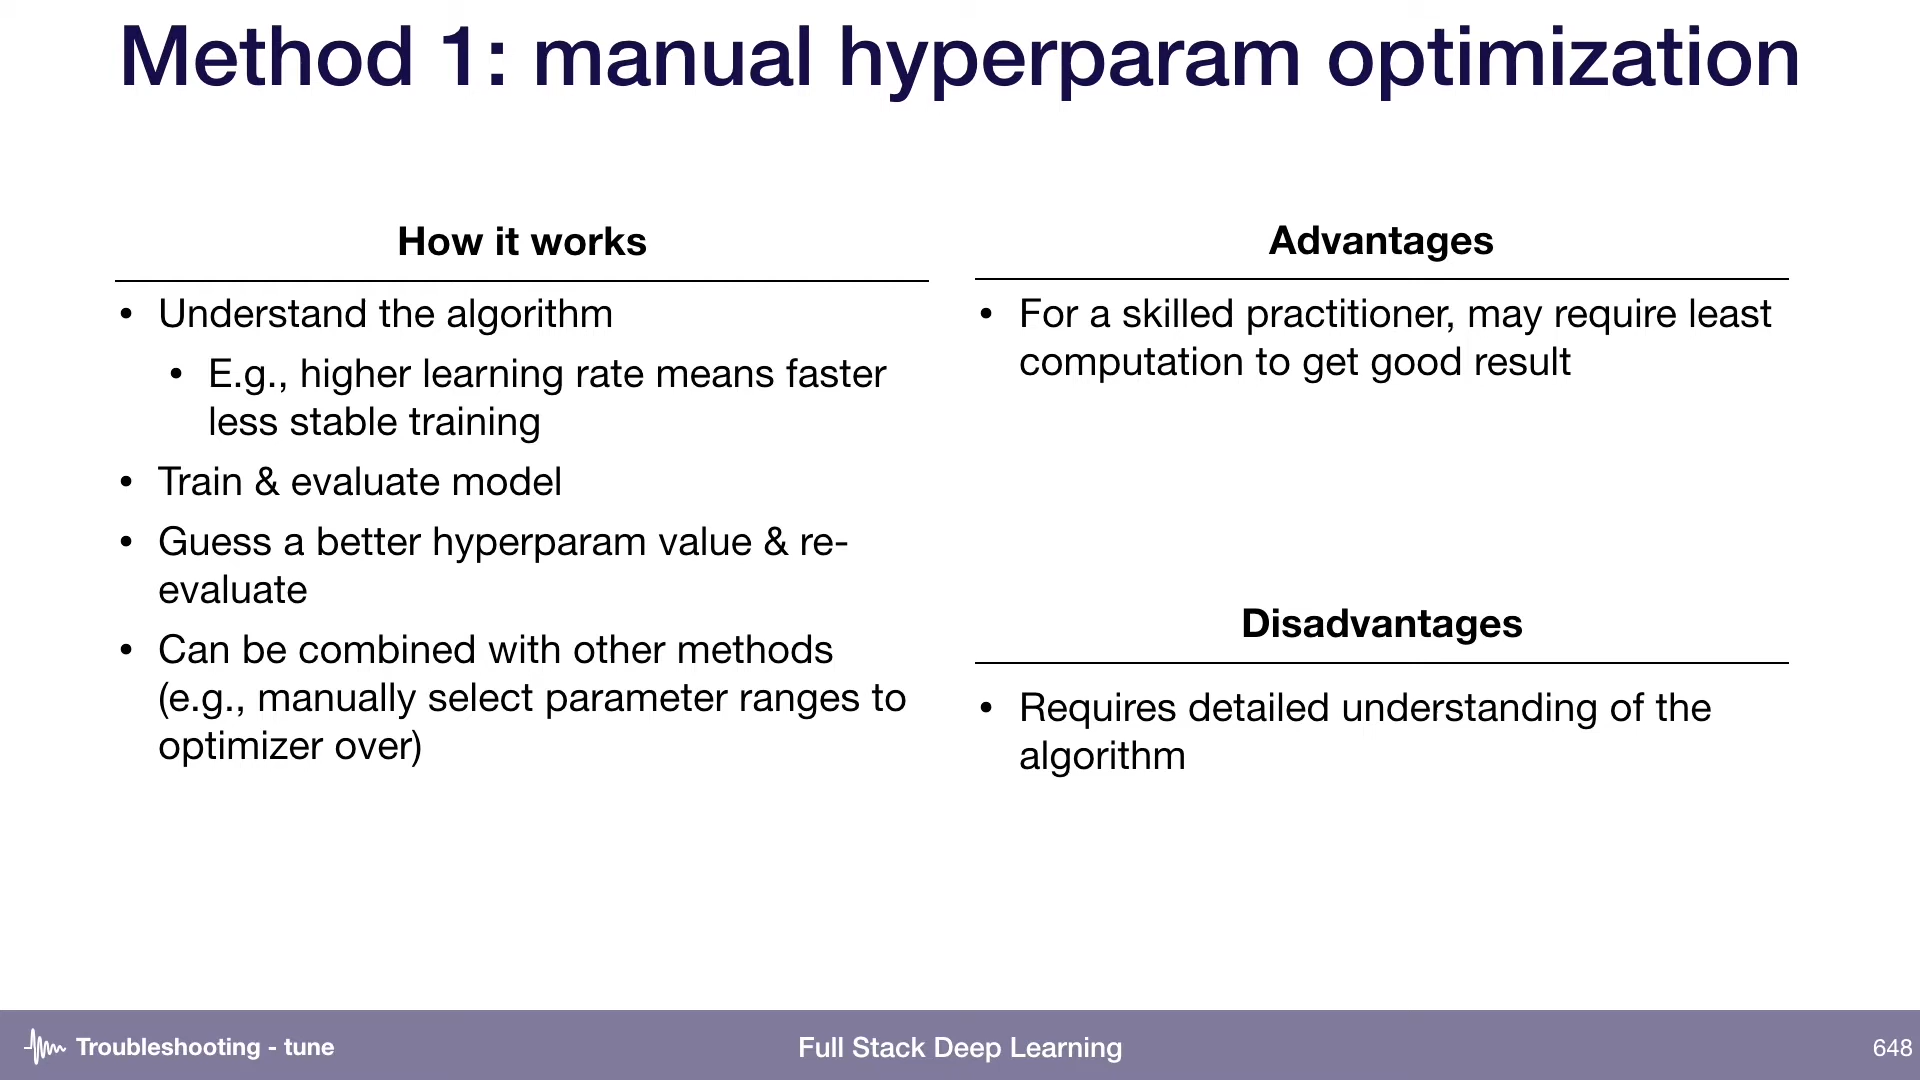 Method 1: manual hyperparam optimization
How it works
• Understand the algorithm
• E.g., higher learning rate means faster
less stable training
• Train & evaluate model
• Guess a better hyperparam value & re-
evaluate
• Can be combined with other methods
(e.g., manually select parameter ranges to
optimizer over)
Advantages
• For a skilled practitioner, may require least
computation to get good result
Disadvantages
• Requires detailed understanding of the
algorithm
Troubleshooting - tune
Full Stack Deep Learning
648